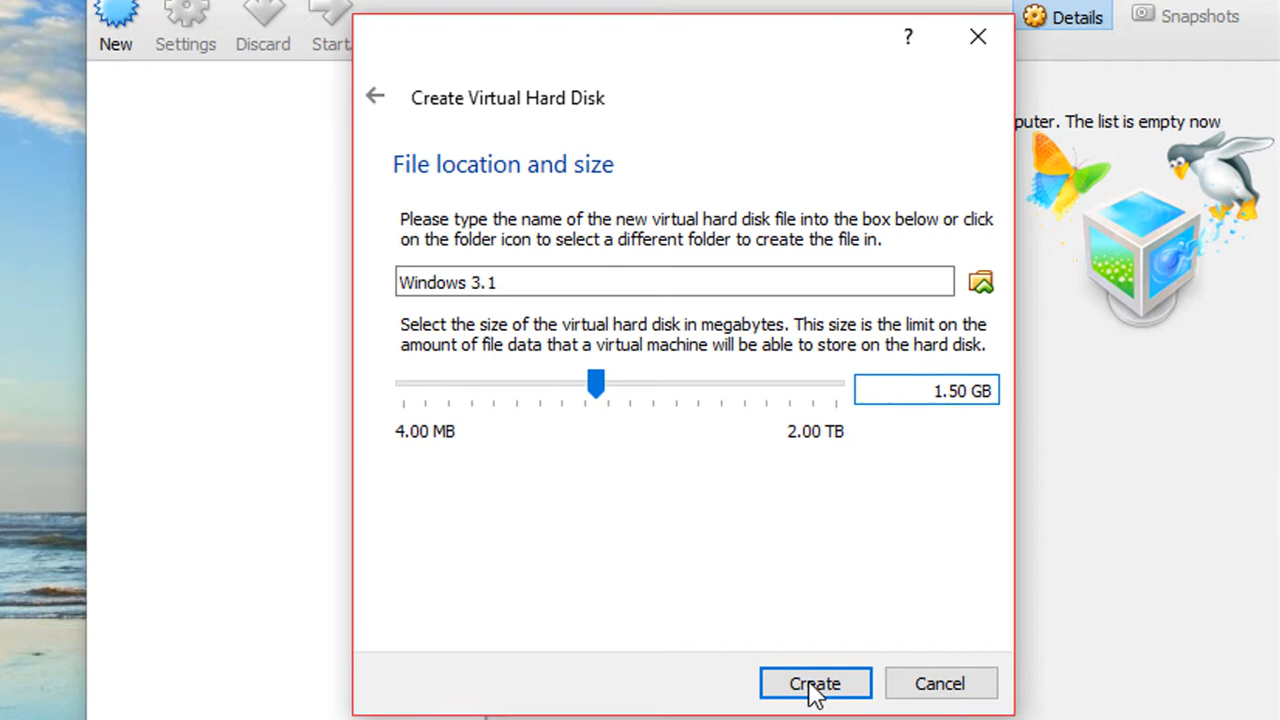 New
Settings
Discard
Start
?
Details
Snapshots
Create Virtual Hard Disk
puter. The list is empty now
File location and size
Please type the name of the new virtual hard disk file into the box below or click
on the folder icon to select a different folder to create the file in.
Windows 3.1
Select the size of the virtual hard disk in megabytes. This size is the limit on the
amount of file data that a virtual machine will be able to store on the hard disk.
1.50 GB
4.00 MB
2.00 TB
Create
Cancel